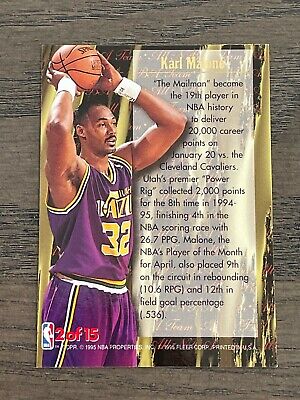 Karl Malone
"The Mailman" became
the 19th player in
NBA history
to deliver
20,000 career
points on
January 20 vs. the
Cleveland Cavaliers.
Utah's premier "Power
Rig" collected 2,000 points
for the 8th time in 1994-
95, finishing 4th in the
NBA scoring race with
26.7 PPG. Malone, the
NBA's Player of the Month
for April, also placed 9th
on the circuit in rebounding
(10.6 RPG) and 12th in
field goal percentage
(.536).
32
2 of 15
© 1995 NBA PROPERTIES, INC. FLEER CORP. PRINTED IN U.S.A.